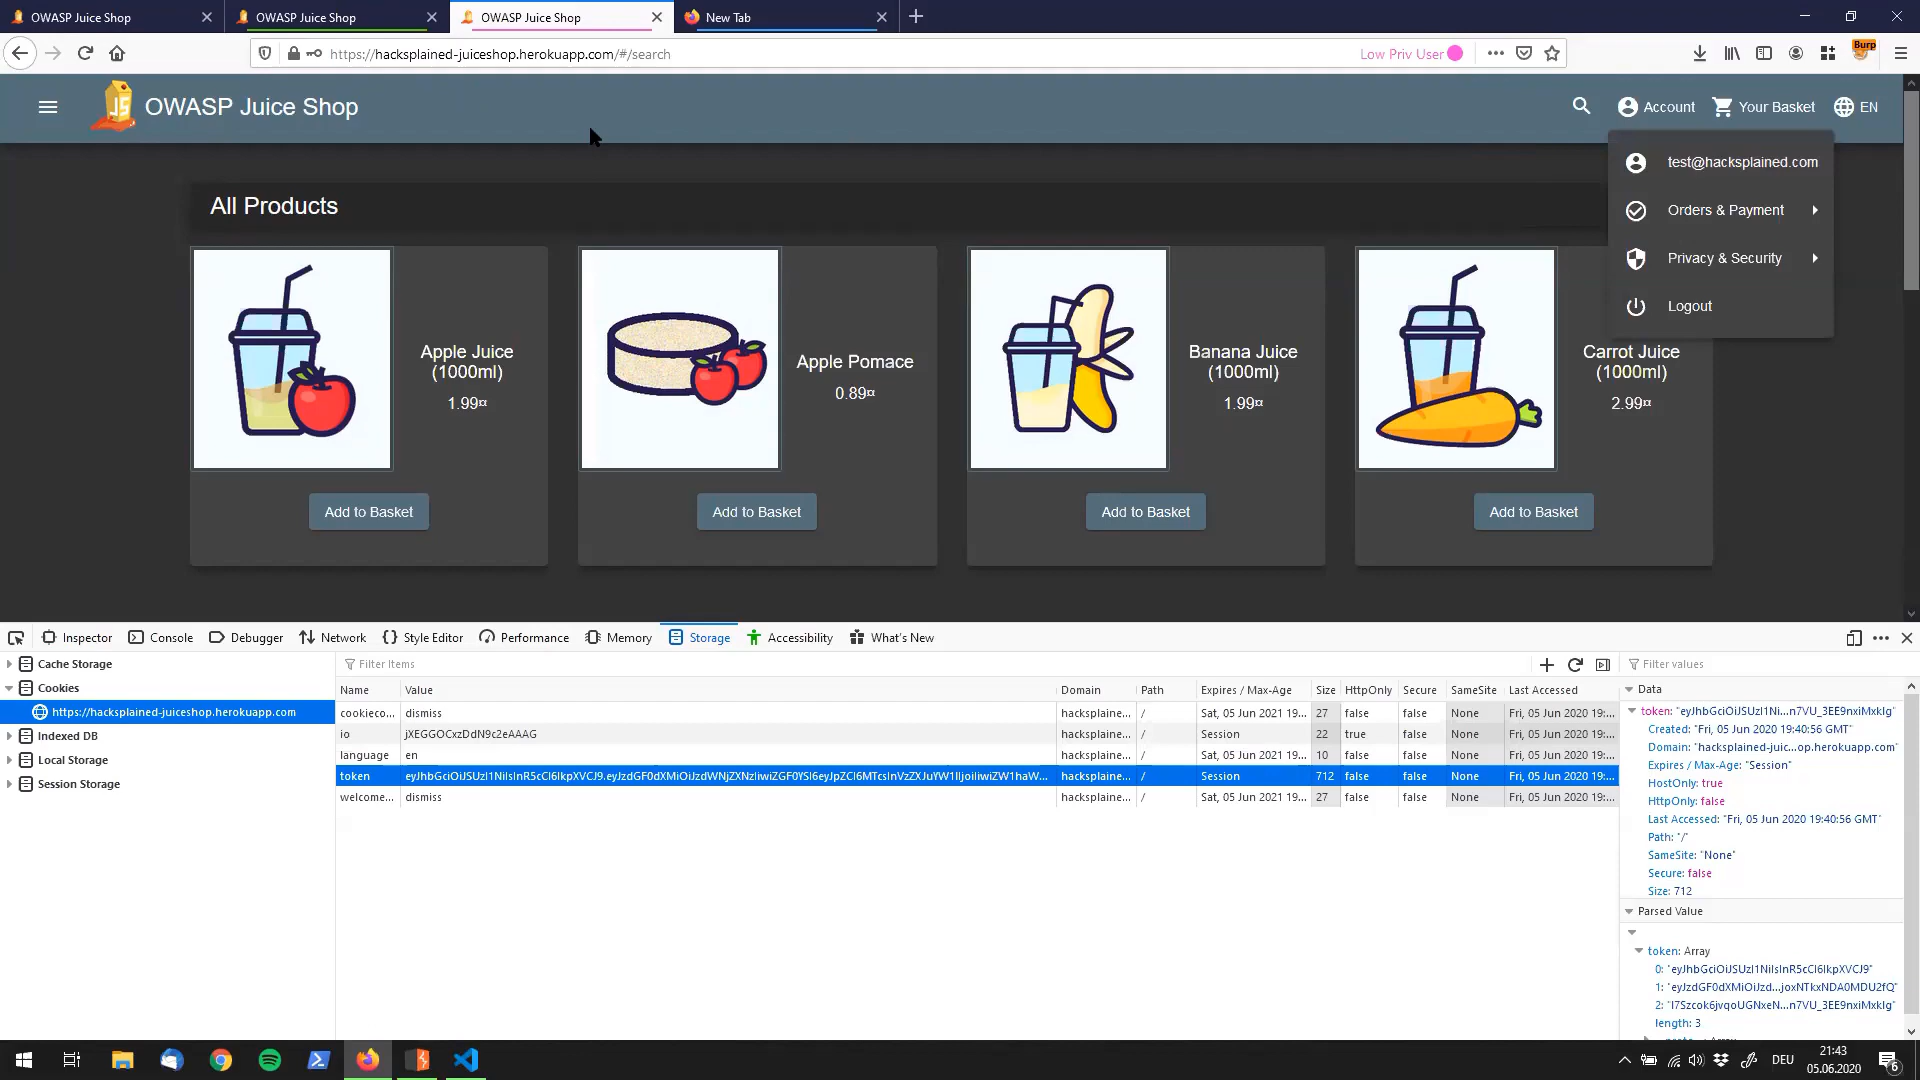 OWASP Juice Shop
OWASP Juice Shop
OWASP Juice Shop
New Tab
https://hacksplained-juiceshop.herokuapp.com/#/search
Low Priv User
Burp
OWASP Juice Shop
Account
Your Basket
EN
test@hacksplained.com
Orders & Payment
Privacy & Security
Logout
All Products
Apple Juice
(1000ml)
1.99¤
Add to Basket
Apple Pomace
0.89¤
Add to Basket
Banana Juice
(1000ml)
1.99¤
Add to Basket
Carrot Juice
(1000ml)
2.99¤
Add to Basket
Inspector Console Debugger Network Style Editor Performance Memory Storage Accessibility What's New
Cache Storage
Cookies
https://hacksplained-juiceshop.herokuapp.com
Indexed DB
Local Storage
Session Storage
Filter Items
Name Value Domain Path Expires / Max-Age Size HttpOnly Secure SameSite Last Accessed
cookieco... dismiss hacksplaine... / Sat, 05 Jun 2021 19:... 27 false false None Fri, 05 Jun 2020 19:...
io jXEGGOCxzDdN9c2eAAAG hacksplaine... / Session 22 true false None Fri, 05 Jun 2020 19:...
language en hacksplaine... / Sat, 05 Jun 2021 19:... 10 false false None Fri, 05 Jun 2020 19:...
token hacksplaine... / Session 712 false false None Fri, 05 Jun 2020 19:...
welcome... dismiss hacksplaine... / Sat, 05 Jun 2021 19:... 27 false false None Fri, 05 Jun 2020 19:...
Filter values
Data
token:
Created: "Fri, 05 Jun 2020 19:40:56 GMT"
Domain: "hacksplained-juic...op.herokuapp.com"
Expires / Max-Age: "Session"
HostOnly: true
HttpOnly: false
Last Accessed: "Fri, 05 Jun 2020 19:40:56 GMT"
Path: "/"
SameSite: "None"
Secure: false
Size: 712
Parsed Value
token: Array
0:
1:
2:
length: 3
DEU
21:43
05.06.2020
6